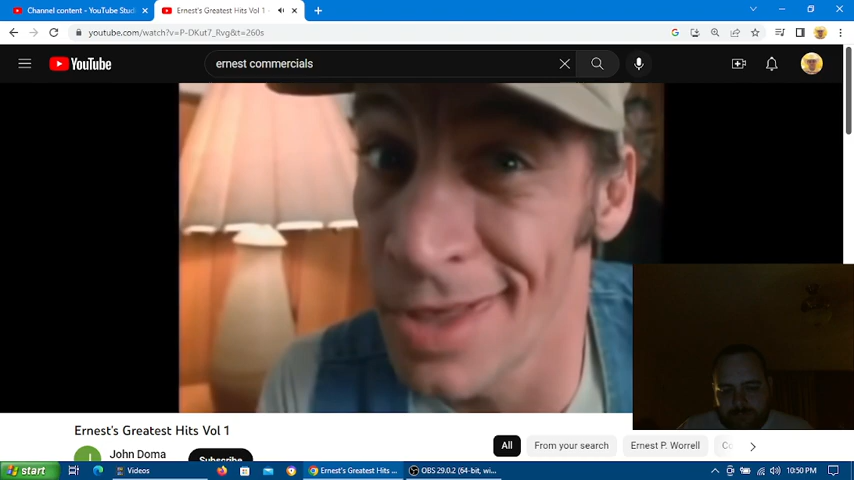 Channel content - YouTube Stud
Ernest's Greatest Hits Vol 1 -
youtube.com/watch?v=P-DKut7_Rvg&t=260s
YouTube
ernest commercials
Ernest's Greatest Hits Vol 1
John Doma
Subscribe
All
From your search
Ernest P. Worrell
start
Videos
Ernest's Greatest Hits ...
OBS 29.0.2 (64-bit, wi...
10:50 PM